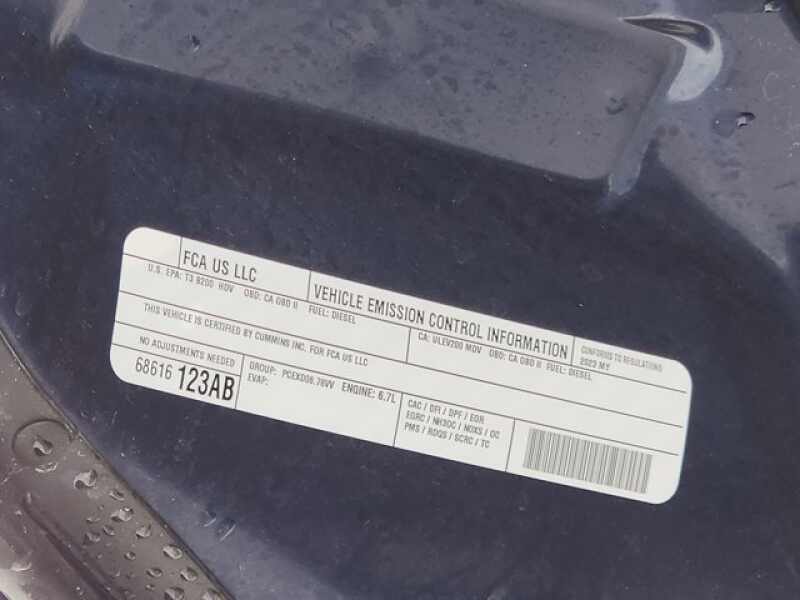 FCA US LLC
VEHICLE EMISSION CONTROL INFORMATION
CONFORMS TO REGULATIONS
2023 MY
U.S. EPA: T3 B200 HDV OBD: CA OBD II FUEL: DIESEL
CA: ULEV200 MDV OBD: CA OBD II FUEL: DIESEL
THIS VEHICLE IS CERTIFIED BY CUMMINS INC. FOR FCA US LLC
NO ADJUSTMENTS NEEDED
68616 123AB
GROUP: PCEXD06.78VV ENGINE: 6.7L
EVAP:
CAC / DFI / DPF / EGR
EGRC / NH3OC / NOXS / OC
PMS / RDQS / SCRC / TC